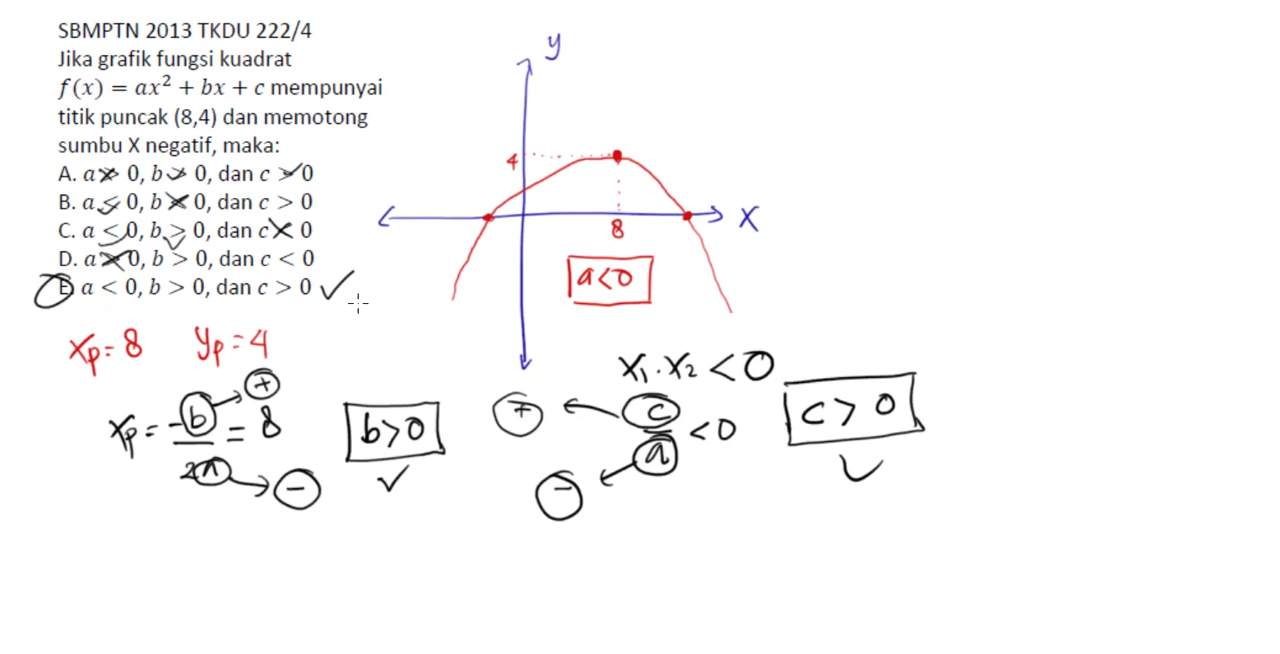 SBMPTN 2013 TKDU 222/4
Jika grafik fungsi kuadrat
f(x) = ax² + bx + c mempunyai
titik puncak (8,4) dan memotong
sumbu X negatif, maka:
A. a > 0, b > 0, dan c > 0
B. a < 0, b < 0, dan c > 0
C. a < 0, b > 0, dan c < 0
D. a > 0, b > 0, dan c < 0
E. a < 0, b > 0, dan c > 0
y
4
8
X
a<0
xp=8 yp=4
xp = -b/2a = 8
+
-
b>0
x₁.x₂ < 0
c/a < 0
+
-
c > 0